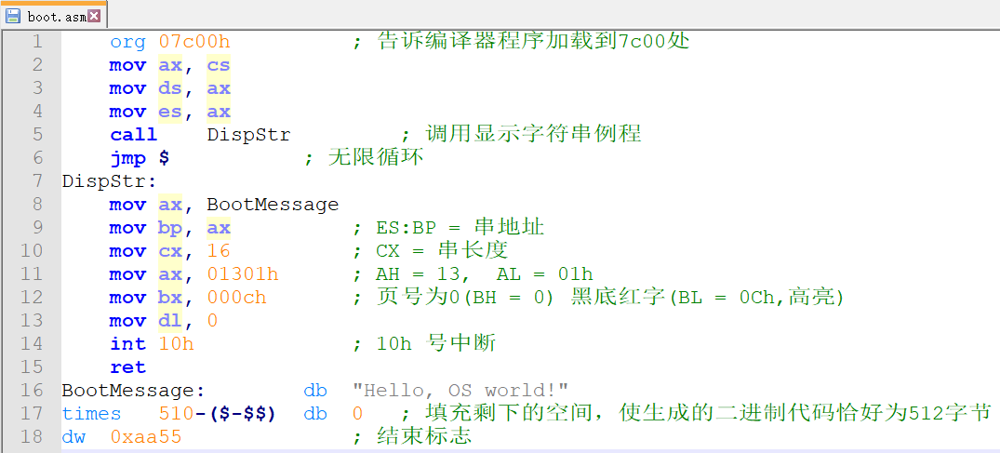 boot.asm
1 org 07c00h ; 告诉编译器程序加载到7c00处
2 mov ax, cs
3 mov ds, ax
4 mov es, ax
5 call DispStr ; 调用显示字符串例程
6 jmp $ ; 无限循环
7 DispStr:
8 mov ax, BootMessage
9 mov bp, ax ; ES:BP = 串地址
10 mov cx, 16 ; CX = 串长度
11 mov ax, 01301h ; AH = 13, AL = 01h
12 mov bx, 000ch ; 页号为0(BH = 0) 黑底红字(BL = 0Ch,高亮)
13 mov dl, 0
14 int 10h ; 10h 号中断
15 ret
16 BootMessage: db "Hello, OS world!"
17 times 510-($-$$) db 0 ; 填充剩下的空间，使生成的二进制代码恰好为512字节
18 dw 0xaa55 ; 结束标志